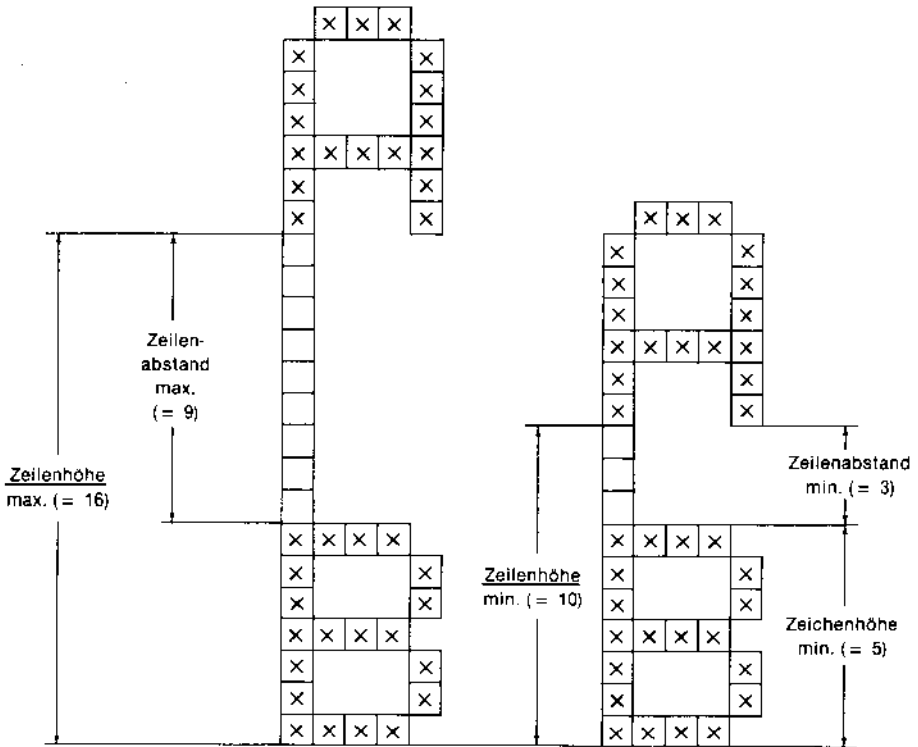 Zeilen-
abstand
max.
(= 9)
Zeilenhöhe
max. (= 16)
Zeilenabstand
min. (= 3)
Zeilenhöhe
min. (= 10)
Zeichenhöhe
min. (= 5)